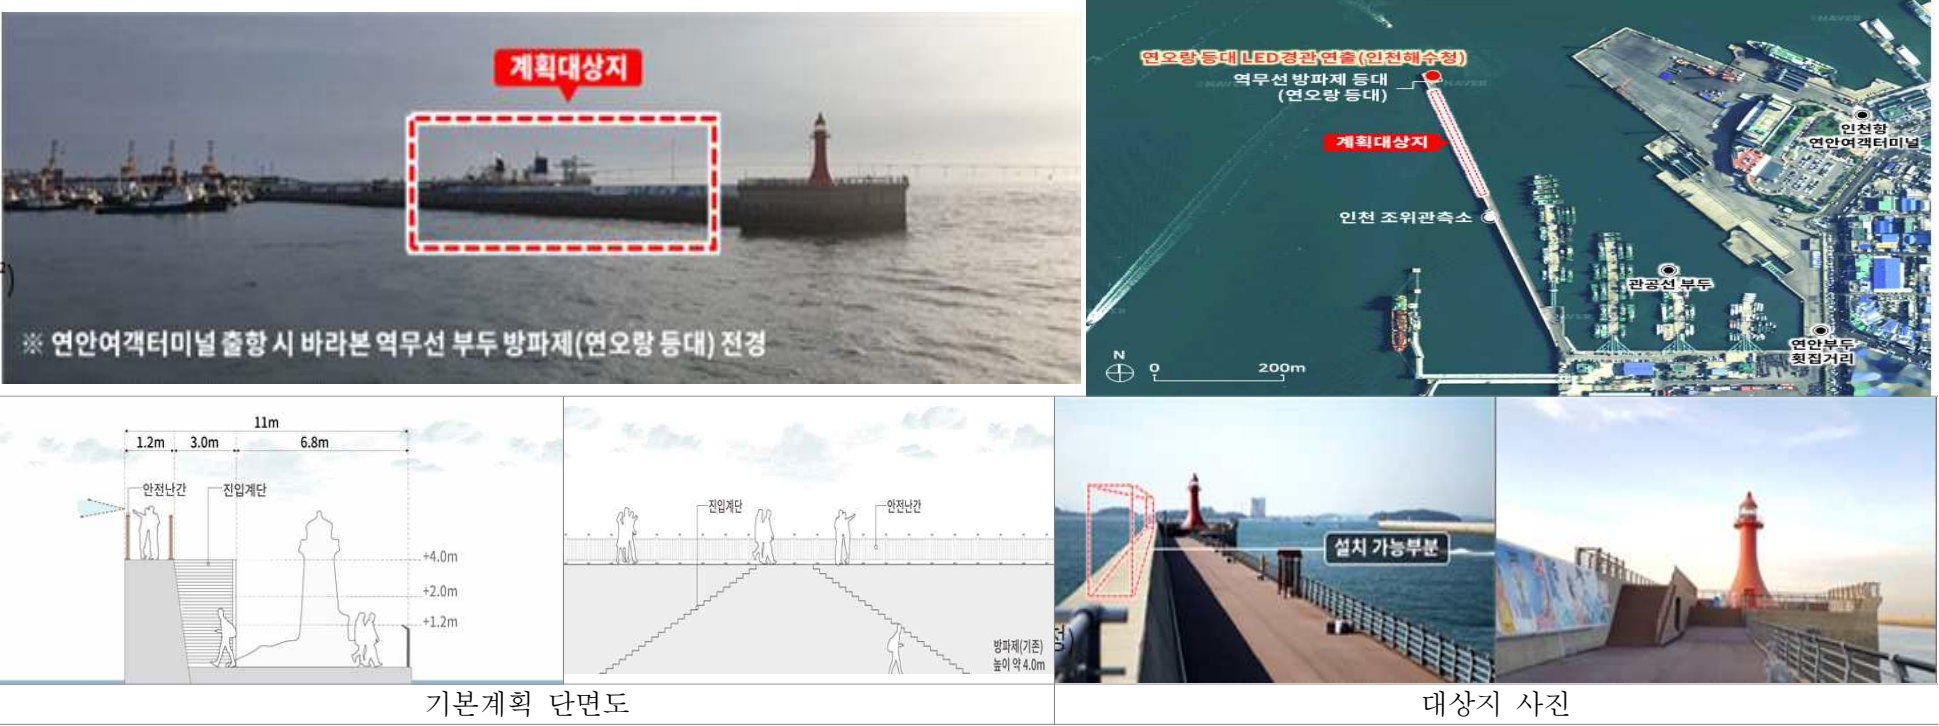 계획대상지
²)
※ 연안여객터미널 출항 시 바라본 역무선 부두 방파제(연오랑 등대) 전경
연오랑 등대 LED경관 연출(인천해수청)
역무선 방파제 등대
(연오랑 등대)
계획대상지
인천항
연안여객터미널
인천 조위관측소
관공선 부두
연안부두
횟집거리
N
0 200m
NAVER
11m
1.2m 3.0m 6.8m
안전난간 진입계단
+4.0m
+2.0m
+1.2m
진입계단 안전난간
방파제(기존)
높이 약 4.0m
설치 가능부분
청)
기본계획 단면도
대상지 사진